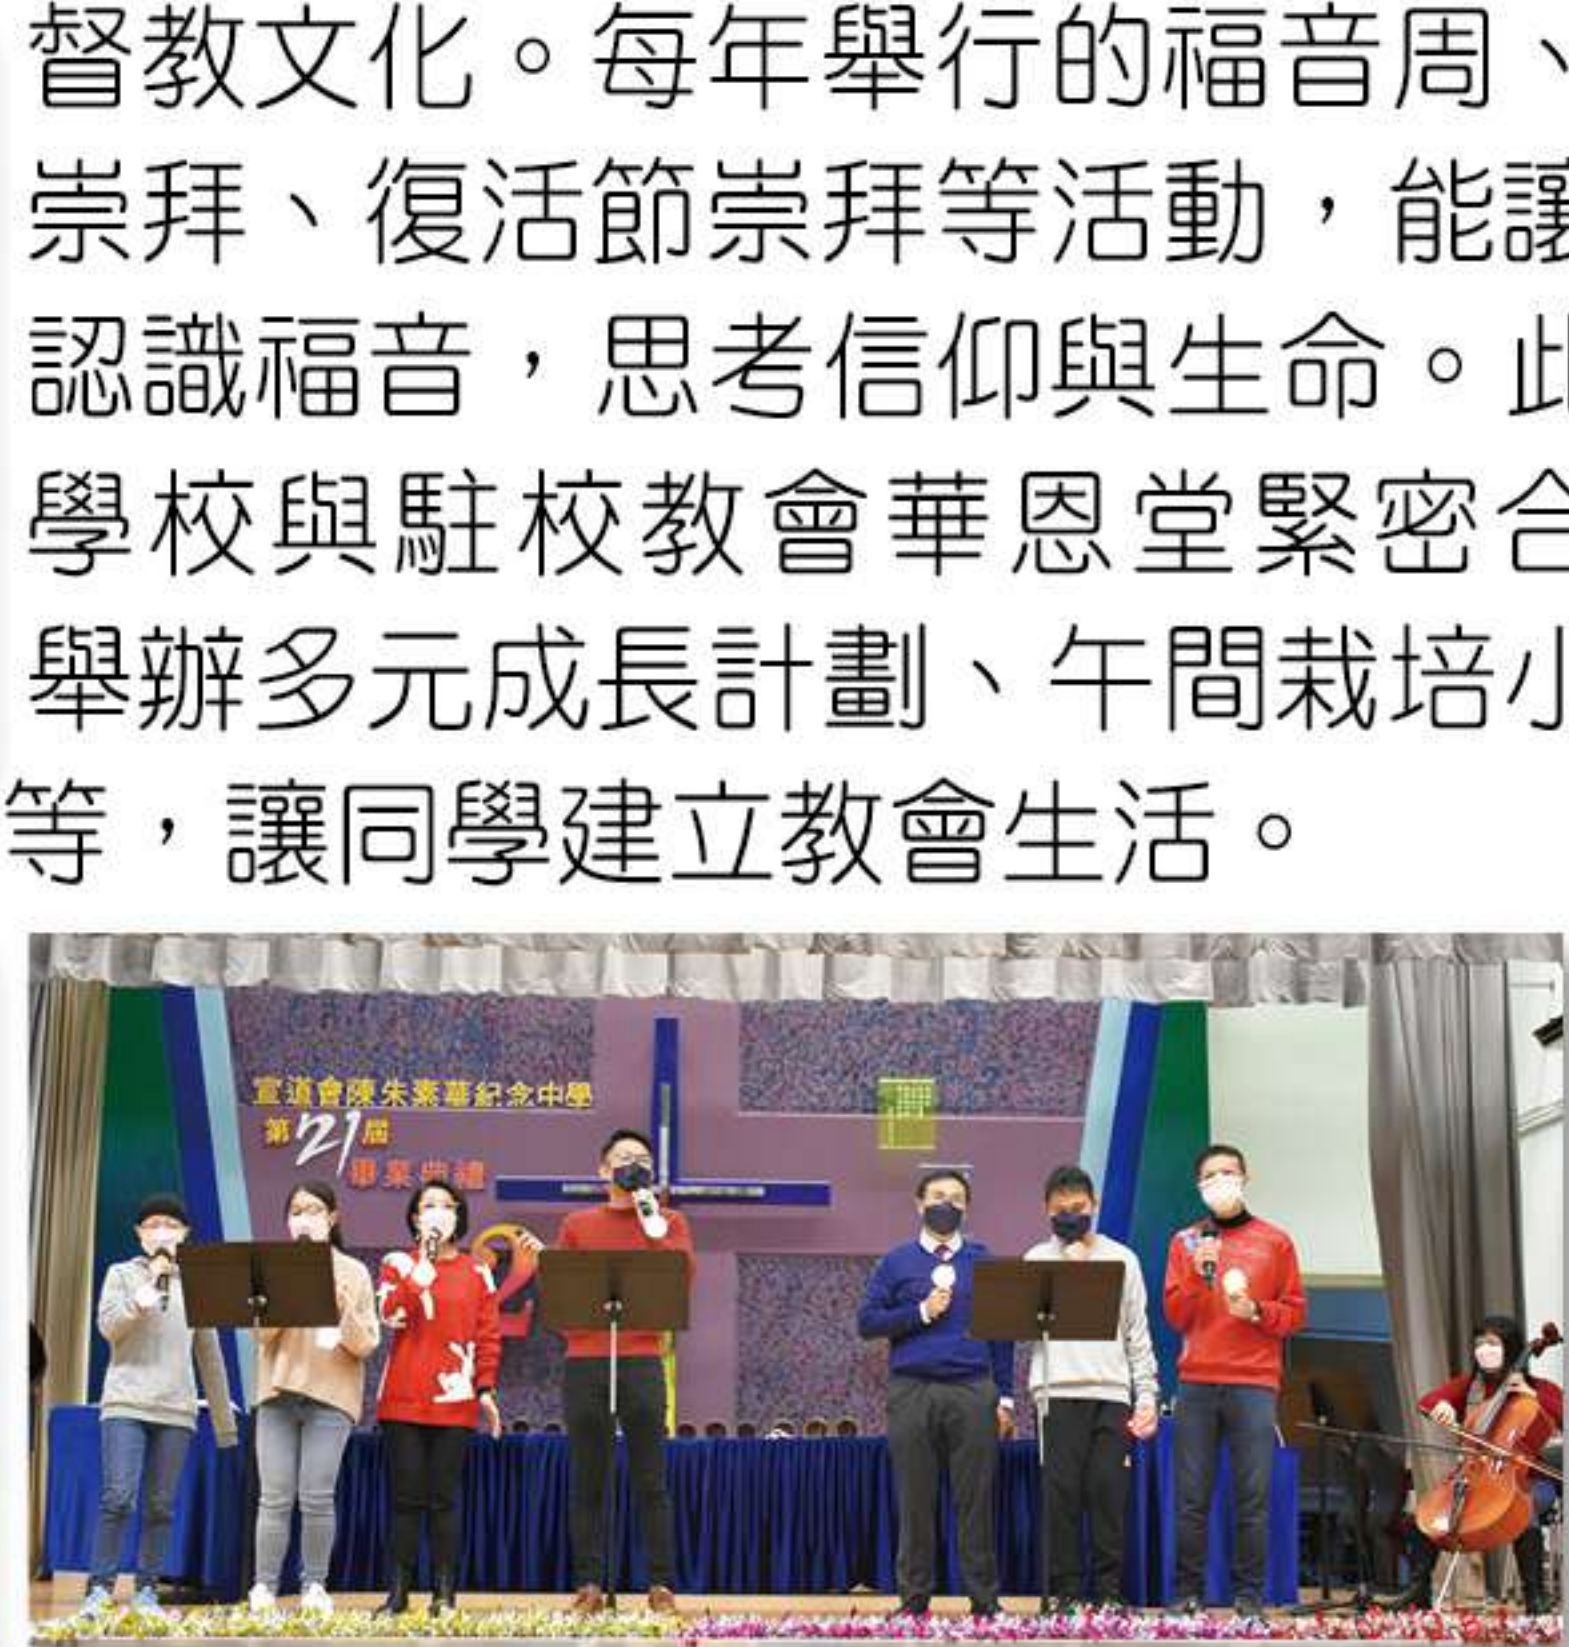 督教文化。每年舉行的福音周、
崇拜、復活節崇拜等活動，能讓
認識福音，思考信仰與生命。此
學校與駐校教會華恩堂緊密合
舉辦多元成長計劃、午間栽培小
等，讓同學建立教會生活。
宣道會陳朱素華紀念中學
第21屆
畢業典禮